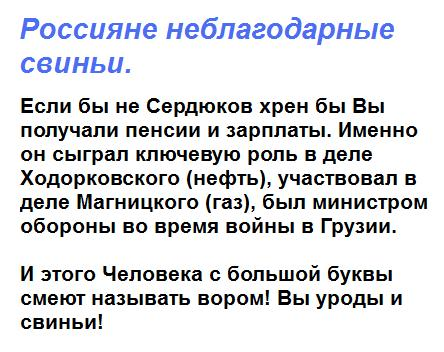 Россияне неблагодарные
свиньи.
Если бы не Сердюков хрен бы Вы
получали пенсии и зарплаты. Именно
он сыграл ключевую роль в деле
Ходорковского (нефть), участвовал в
деле Магницкого (газ), был министром
обороны во время войны в Грузии.
И этого Человека с большой буквы
смеют называть вором! Вы уроды и
свиньи!